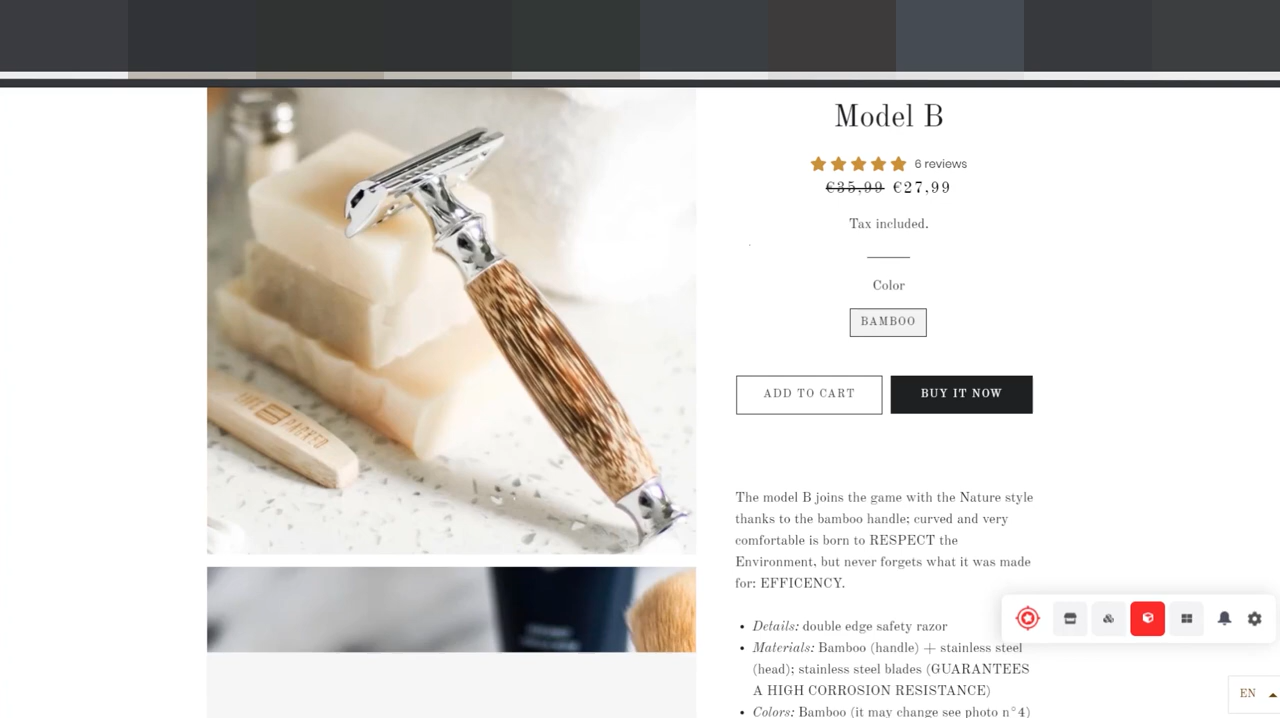 Model B
6 reviews
€35,99 €27,99
Tax included.
Color
BAMBOO
ADD TO CART
BUY IT NOW
The model B joins the game with the Nature style
thanks to the bamboo handle; curved and very
comfortable is born to RESPECT the
Environment, but never forgets what it was made
for: EFFICENCY.
• Details: double edge safety razor
• Materials: Bamboo (handle) + stainless steel
(head); stainless steel blades (GUARANTEES
A HIGH CORROSION RESISTANCE)
• Colors: Bamboo (it may change see photo n°4)
EN